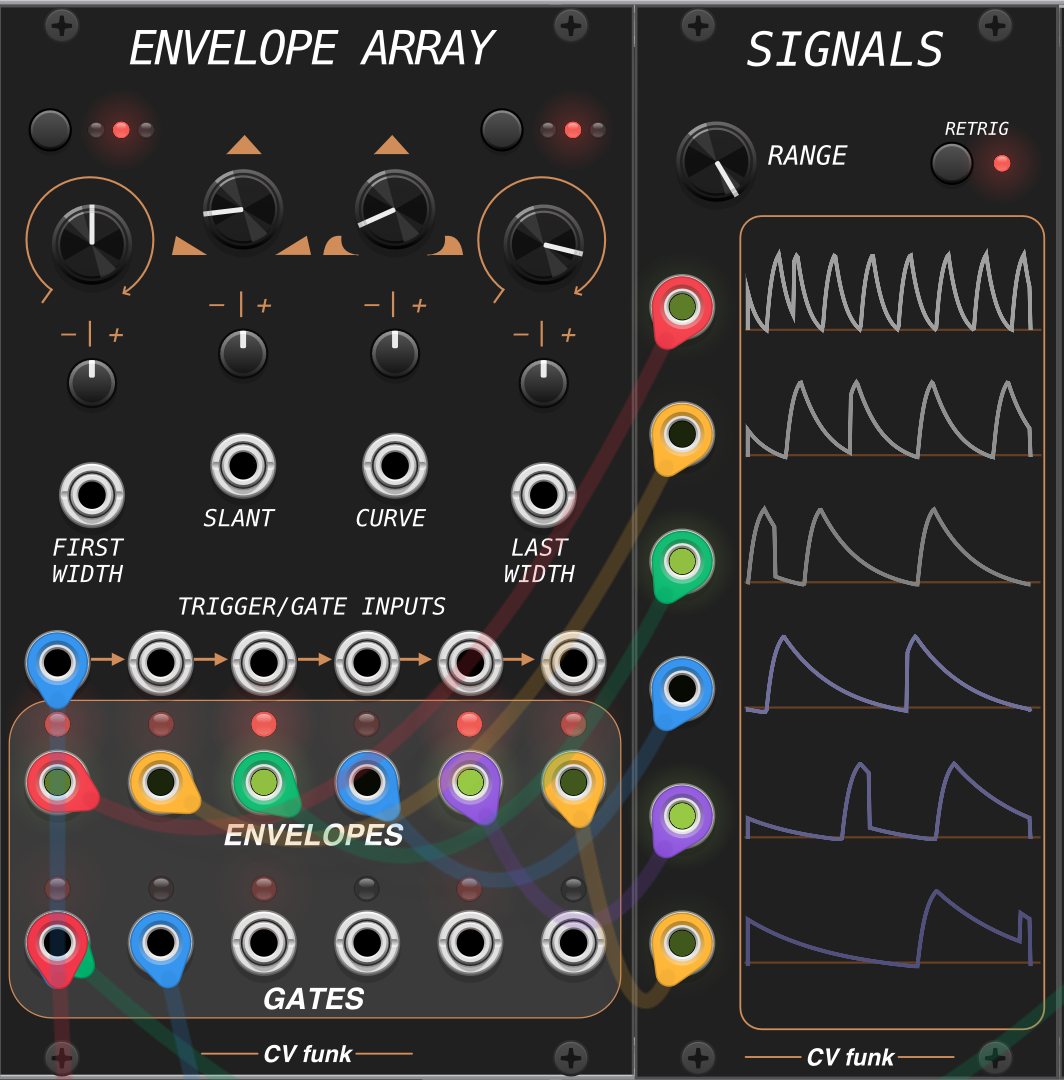 ENVELOPE ARRAY
− | +
− | +
− | +
− | +
SLANT
CURVE
FIRST
WIDTH
LAST
WIDTH
TRIGGER/GATE INPUTS
ENVELOPES
GATES
CV funk
SIGNALS
RETRIG
RANGE
CV funk